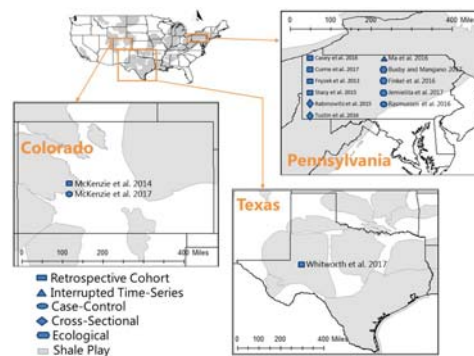 0 100 200 400 Miles
Casey et al. 2016
Ma et al. 2016
Currie et al. 2017
Busby and Mangano 2017
Fryzek et al. 2013
Finkel et al. 2016
Stacy et al. 2015
Jemielita et al. 2017
Rabinowitz et al. 2015
Rasmussen et al. 2016
Tustin et al. 2016
Pennsylvania
Colorado
McKenzie et al. 2014
McKenzie et al. 2017
0 100 200 400 Miles
Texas
Whitworth et al. 2017
0 100 200 400 Miles
Retrospective Cohort
Interrupted Time-Series
Case-Control
Cross-Sectional
Ecological
Shale Play